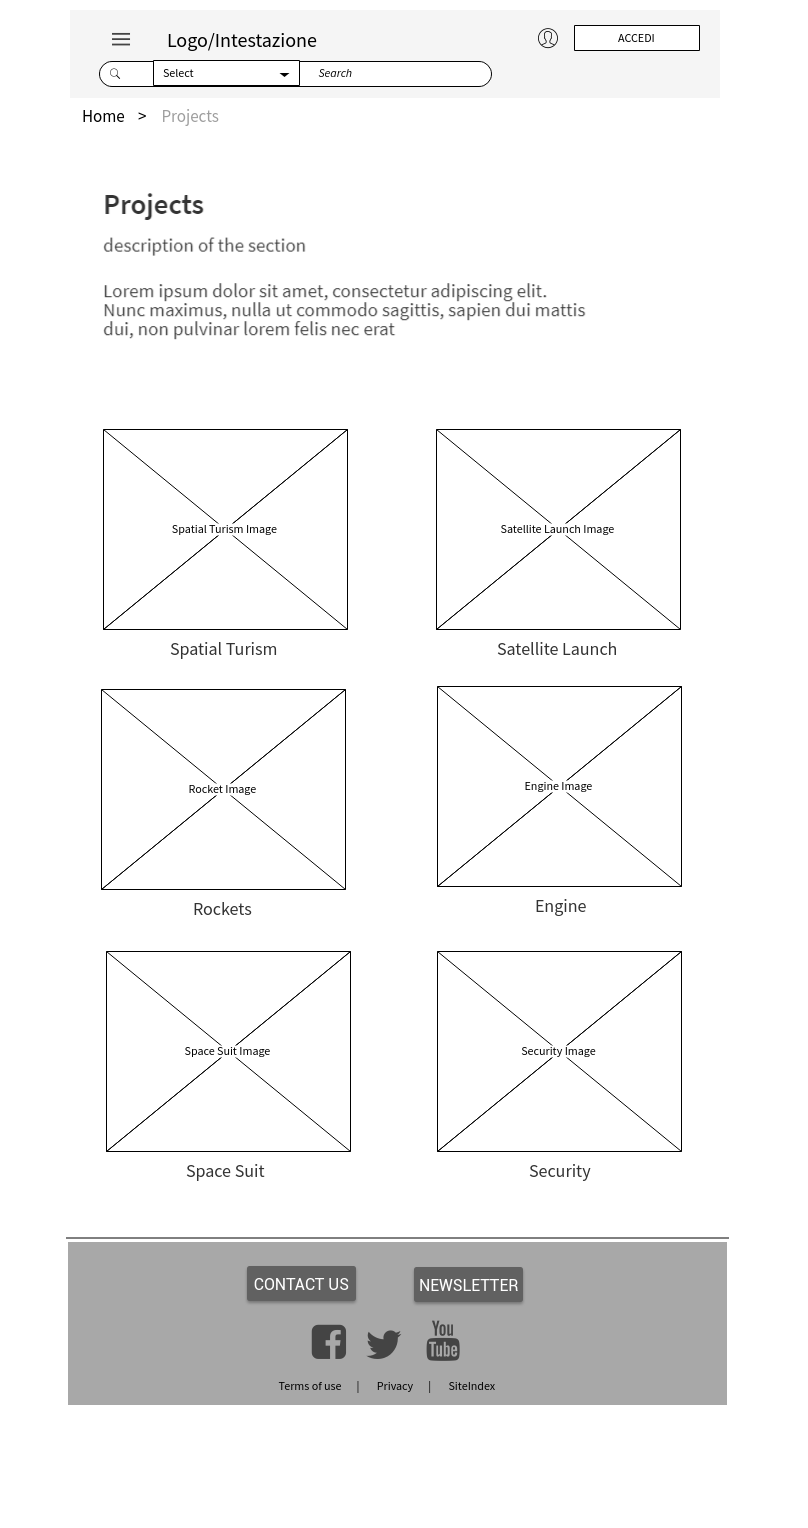 Logo/Intestazione
ACCEDI
Select
Search
Home > Projects
Projects
description of the section
Lorem ipsum dolor sit amet, consectetur adipiscing elit.
Nunc maximus, nulla ut commodo sagittis, sapien dui mattis
dui, non pulvinar lorem felis nec erat
Spatial Turism Image
Satellite Launch Image
Spatial Turism
Satellite Launch
Rocket Image
Engine Image
Rockets
Engine
Space Suit Image
Security Image
Space Suit
Security
CONTACT US
NEWSLETTER
You
Tube
Terms of use | Privacy | SiteIndex